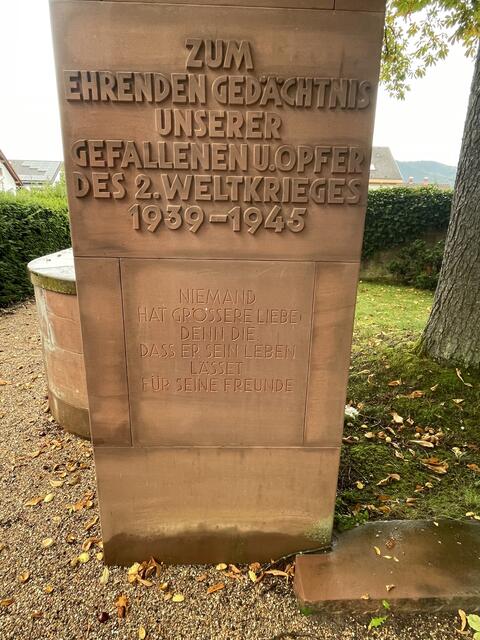 ZUM
EHRENDEN GEDÄCHTNIS
UNSERER
GEFALLENEN U. OPFER
DES 2. WELTKRIEGES
1939-1945
NIEMAND
HAT GRÖSSERE LIEBE
DENN DIE
DASS ER SEIN LEBEN
LÄSSET
FÜR SEINE FREUNDE